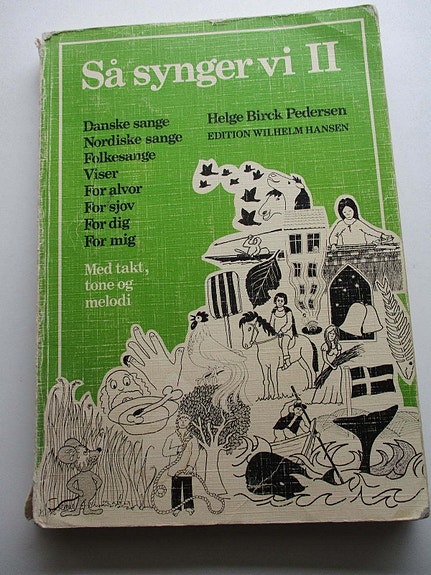 Så synger vi II
Danske sange
Nordiske sange
Folkesange
Viser
For alvor
For sjov
For dig
For mig
Med takt,
tone og
melodi
Helge Birck Pedersen
EDITION WILHELM HANSEN